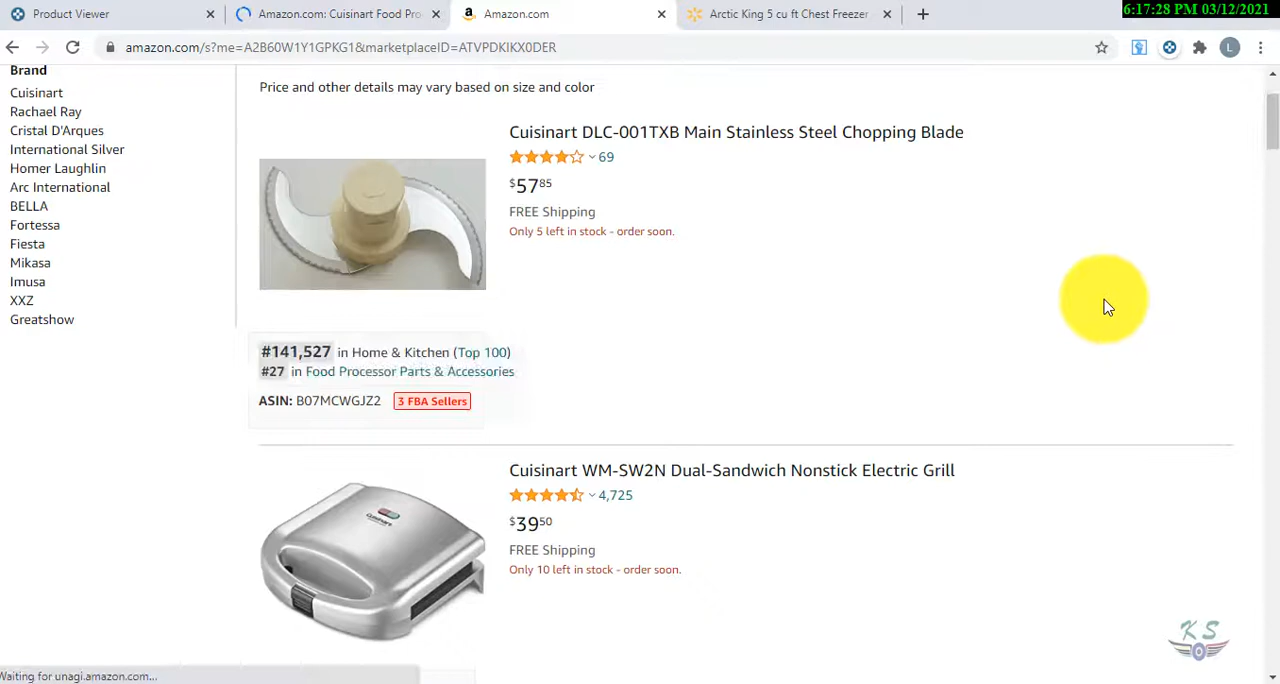 6:17:28 PM 03/12/2021
Product Viewer
Amazon.com: Cuisinart Food Pro
Amazon.com
Arctic King 5 cu ft Chest Freezer
amazon.com/s?me=A2B60W1Y1GPKG1&marketplaceID=ATVPDKIKX0DER
L
Brand
Cuisinart
Rachael Ray
Cristal D'Arques
International Silver
Homer Laughlin
Arc International
BELLA
Fortessa
Fiesta
Mikasa
Imusa
XXZ
Greatshow
Price and other details may vary based on size and color
Cuisinart DLC-001TXB Main Stainless Steel Chopping Blade
69
$57 85
FREE Shipping
Only 5 left in stock - order soon.
#141,527 in Home & Kitchen (Top 100)
#27 in Food Processor Parts & Accessories
ASIN: B07MCWGJZ2 3 FBA Sellers
Cuisinart WM-SW2N Dual-Sandwich Nonstick Electric Grill
4,725
$39 50
FREE Shipping
Only 10 left in stock - order soon.
KS
Waiting for unagi.amazon.com...